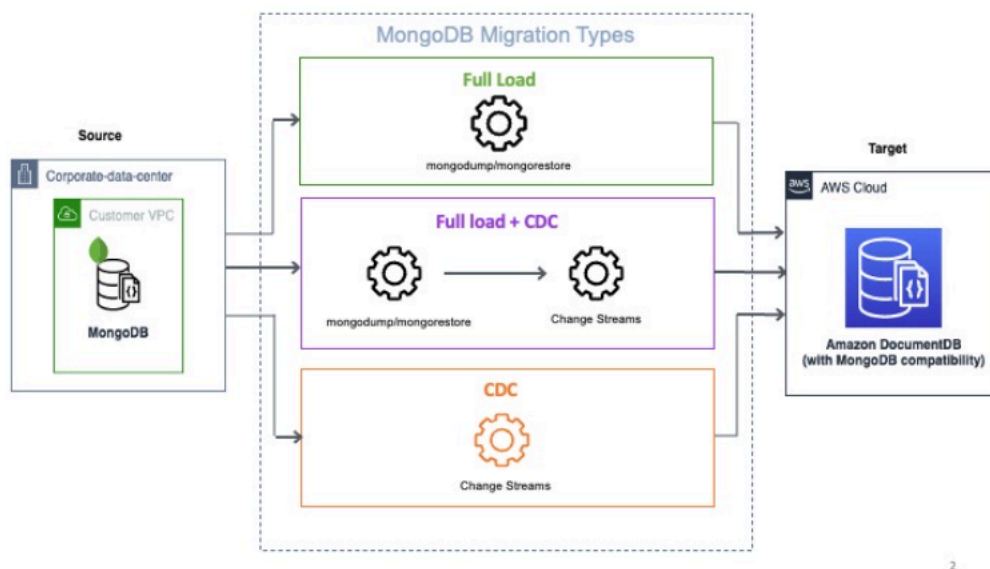 MongoDB Migration Types
Full Load
mongodump/mongorestore
Source
Corporate-data-center
Customer VPC
MongoDB
Full load + CDC
mongodump/mongorestore
Change Streams
CDC
Change Streams
Target
aws
AWS Cloud
Amazon DocumentDB
(with MongoDB compatibility)
2